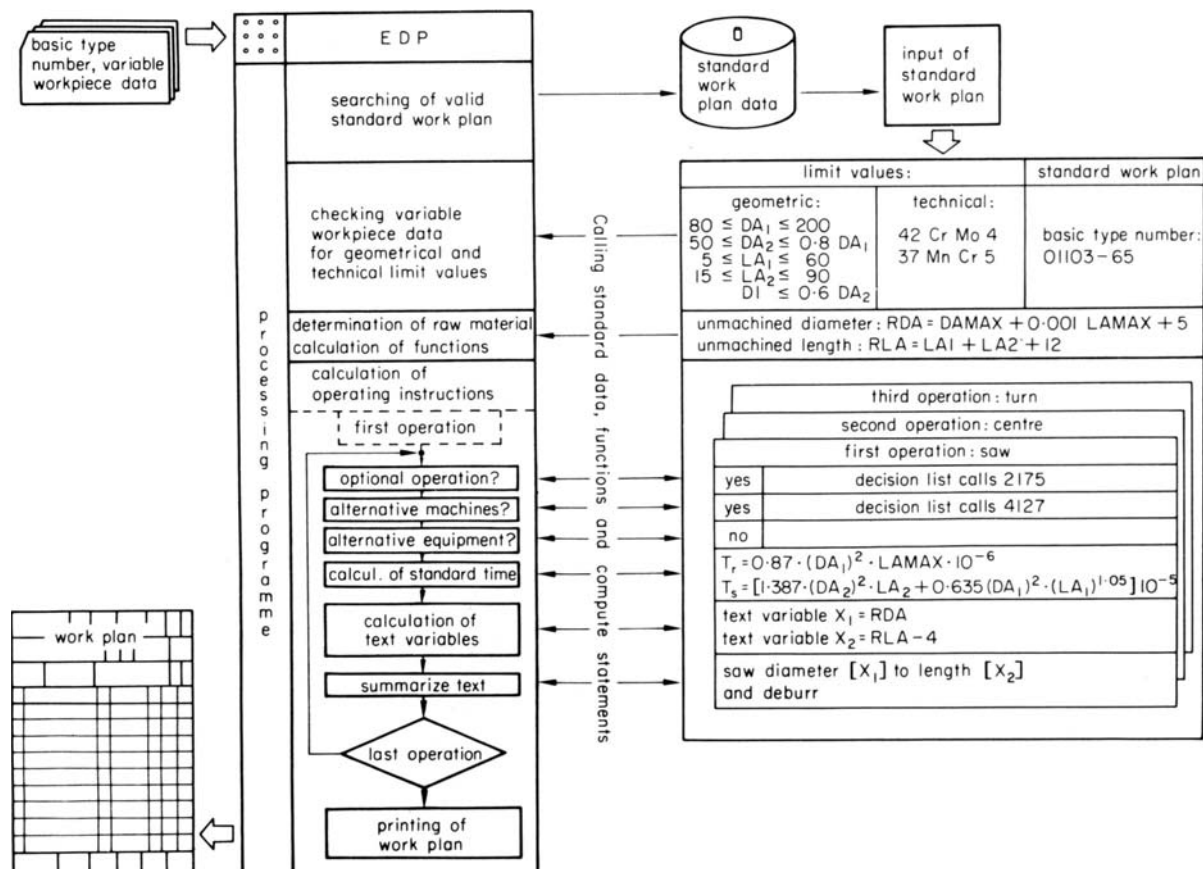 basic type
number, variable
workpiece data
EDP
searching of valid
standard work plan
standard
work
plan data
input of
standard
work plan
checking variable
workpiece data
for geometrical and
technical limit values
determination of raw material
calculation of functions
calculation of
operating instructions
first operation
optional operation?
alternative machines?
alternative equipment?
calcul. of standard time
calculation of
text variables
summarize text
last operation
printing of
work plan
processing programme
work plan
Calling standard data, functions and compute statements
limit values:
standard work plan
geometric:
80 ≤ DA₁ ≤ 200
50 ≤ DA₂ ≤ 0·8 DA₁
5 ≤ LA₁ ≤ 60
15 ≤ LA₂ ≤ 90
DI ≤ 0·6 DA₂
technical:
42 Cr Mo 4
37 Mn Cr 5
basic type number:
01103-65
unmachined diameter: RDA = DAMAX + 0·001 LAMAX + 5
unmachined length: RLA = LA1 + LA2 + 12
third operation: turn
second operation: centre
first operation: saw
yes decision list calls 2175
yes decision list calls 4127
no
Tᵣ = 0·87 · (DA₁)² · LAMAX · 10⁻⁶
Tₛ = [1·387 · (DA₂)² · LA₂ + 0·635 (DA₁)² · (LA₁)¹·⁰⁵] 10⁻⁵
text variable X₁ = RDA
text variable X₂ = RLA − 4
saw diameter [X₁] to length [X₂]
and deburr